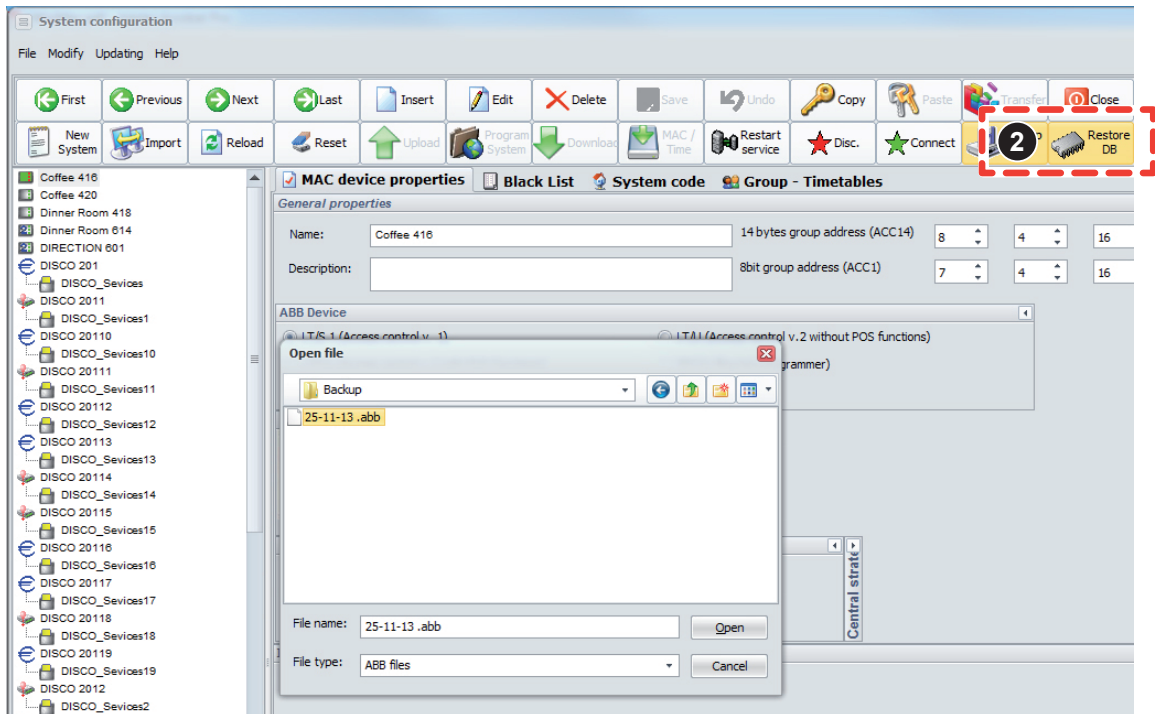 System configuration
File Modify Updating Help
First Previous Next Last Insert Edit Delete Save Undo Copy Paste Transfer Close
New System Import Reload Reset Upload Program System Download MAC / Time Restart service Disc. Connect 2 Restore DB
Coffee 416
Coffee 420
Dinner Room 418
Dinner Room 614
DIRECTION 601
DISCO 201
DISCO_Sevices
DISCO 2011
DISCO_Sevices1
DISCO 20110
DISCO_Sevices10
DISCO 20111
DISCO_Sevices11
DISCO 20112
DISCO_Sevices12
DISCO 20113
DISCO_Sevices13
DISCO 20114
DISCO_Sevices14
DISCO 20115
DISCO_Sevices15
DISCO 20116
DISCO_Sevices16
DISCO 20117
DISCO_Sevices17
DISCO 20118
DISCO_Sevices18
DISCO 20119
DISCO_Sevices19
DISCO 2012
DISCO_Sevices2
MAC device properties Black List System code Group - Timetables
General properties
Name: Coffee 416 14 bytes group address (ACC14) 8 4 16
Description: 8bit group address (ACC1) 7 4 16
ABB Device
LT/S 1 (Access control v. 1) LT/U (Access control v.2 without POS functions)
grammer)
Open file
Backup
25-11-13 .abb
File name: 25-11-13 .abb Open
File type: ABB files Cancel
Central strate